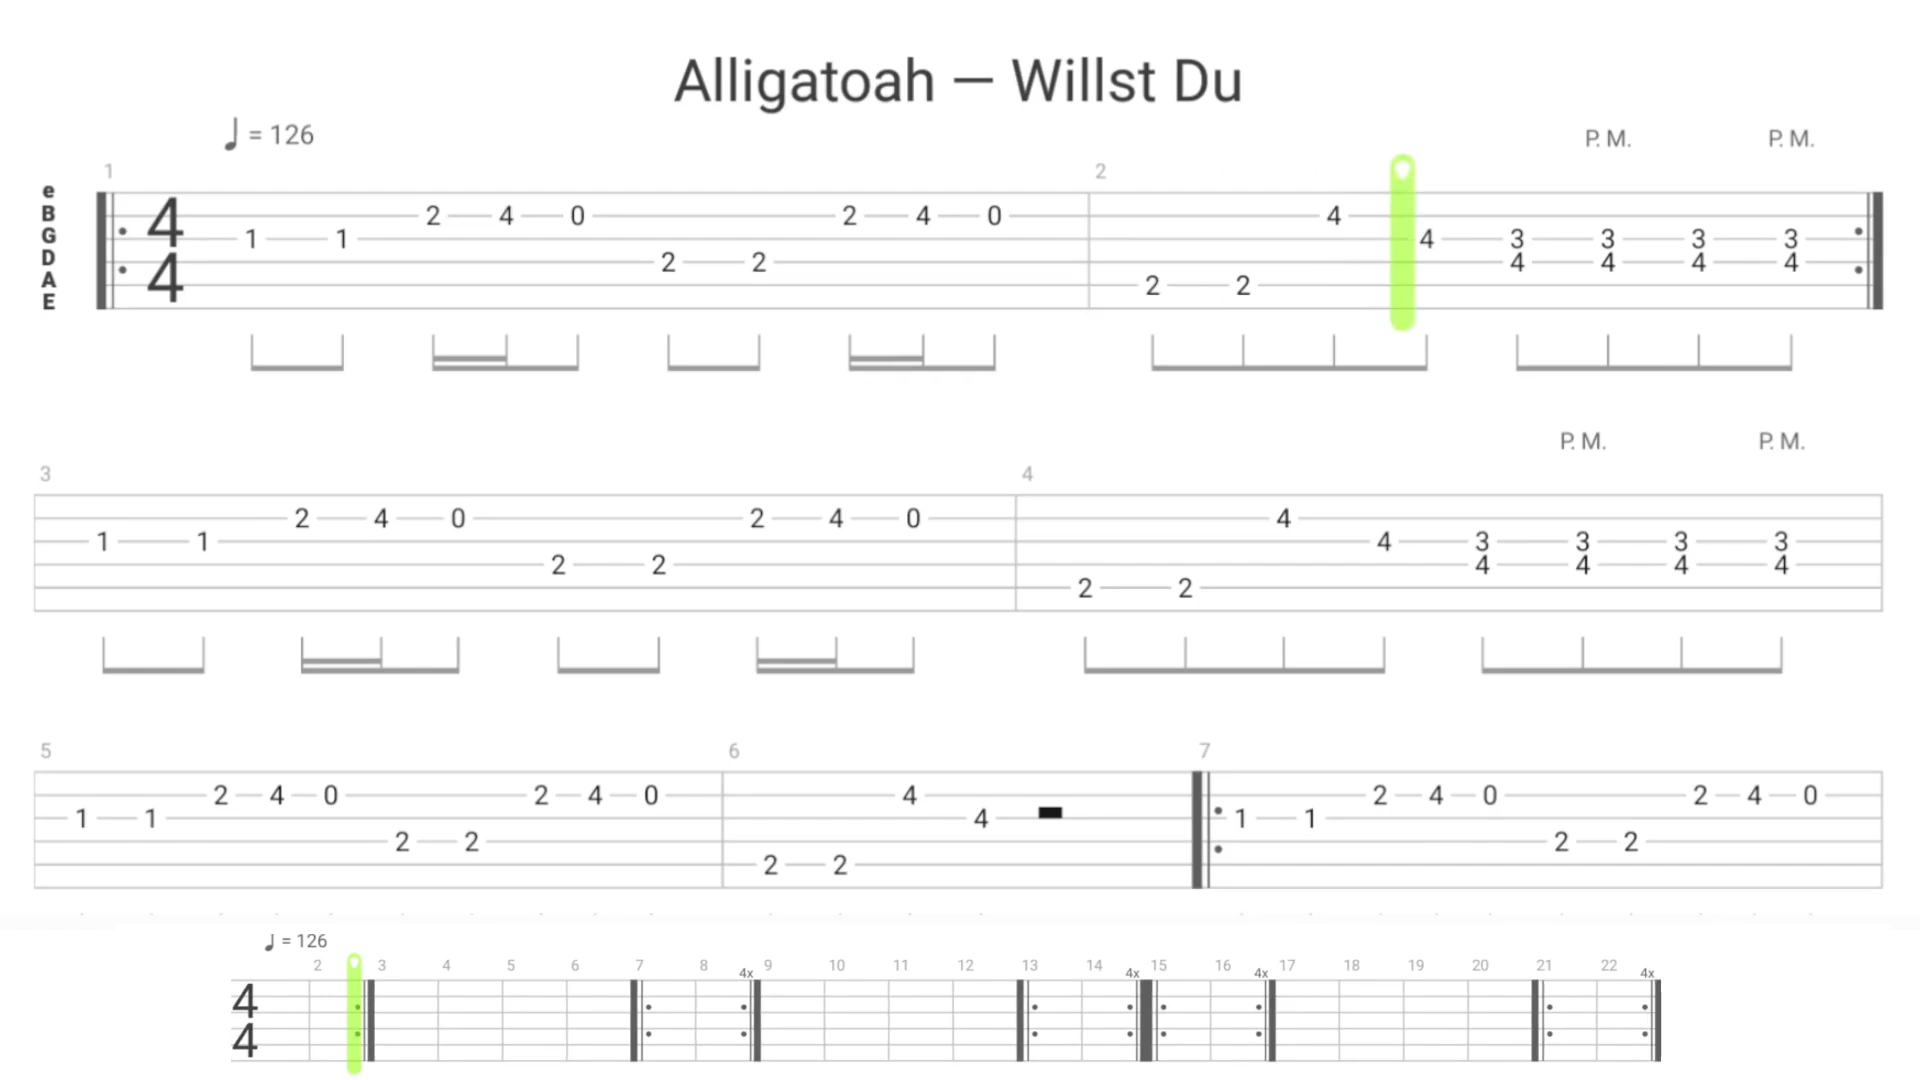 Alligatoah — Willst Du
♩ = 126
P. M. P. M.
1 2
e
B 2 4 0 2 4 0 4
G 1 1 4 3 3 3 3
D 2 2 4 4 4 4
A 2 2
E
4
4
P. M. P. M.
3 4
2 4 0 2 4 0 4
1 1 4 3 3 3 3
2 2 4 4 4 4
2 2
5 6 7
2 4 0 2 4 0 4 2 4 0 2 4 0
1 1 4 1 1
2 2 2 2
2 2
♩ = 126
2 3 4 5 6 7 8 4x 9 10 11 12 13 14 4x 15 16 4x 17 18 19 20 21 22 4x
4
4